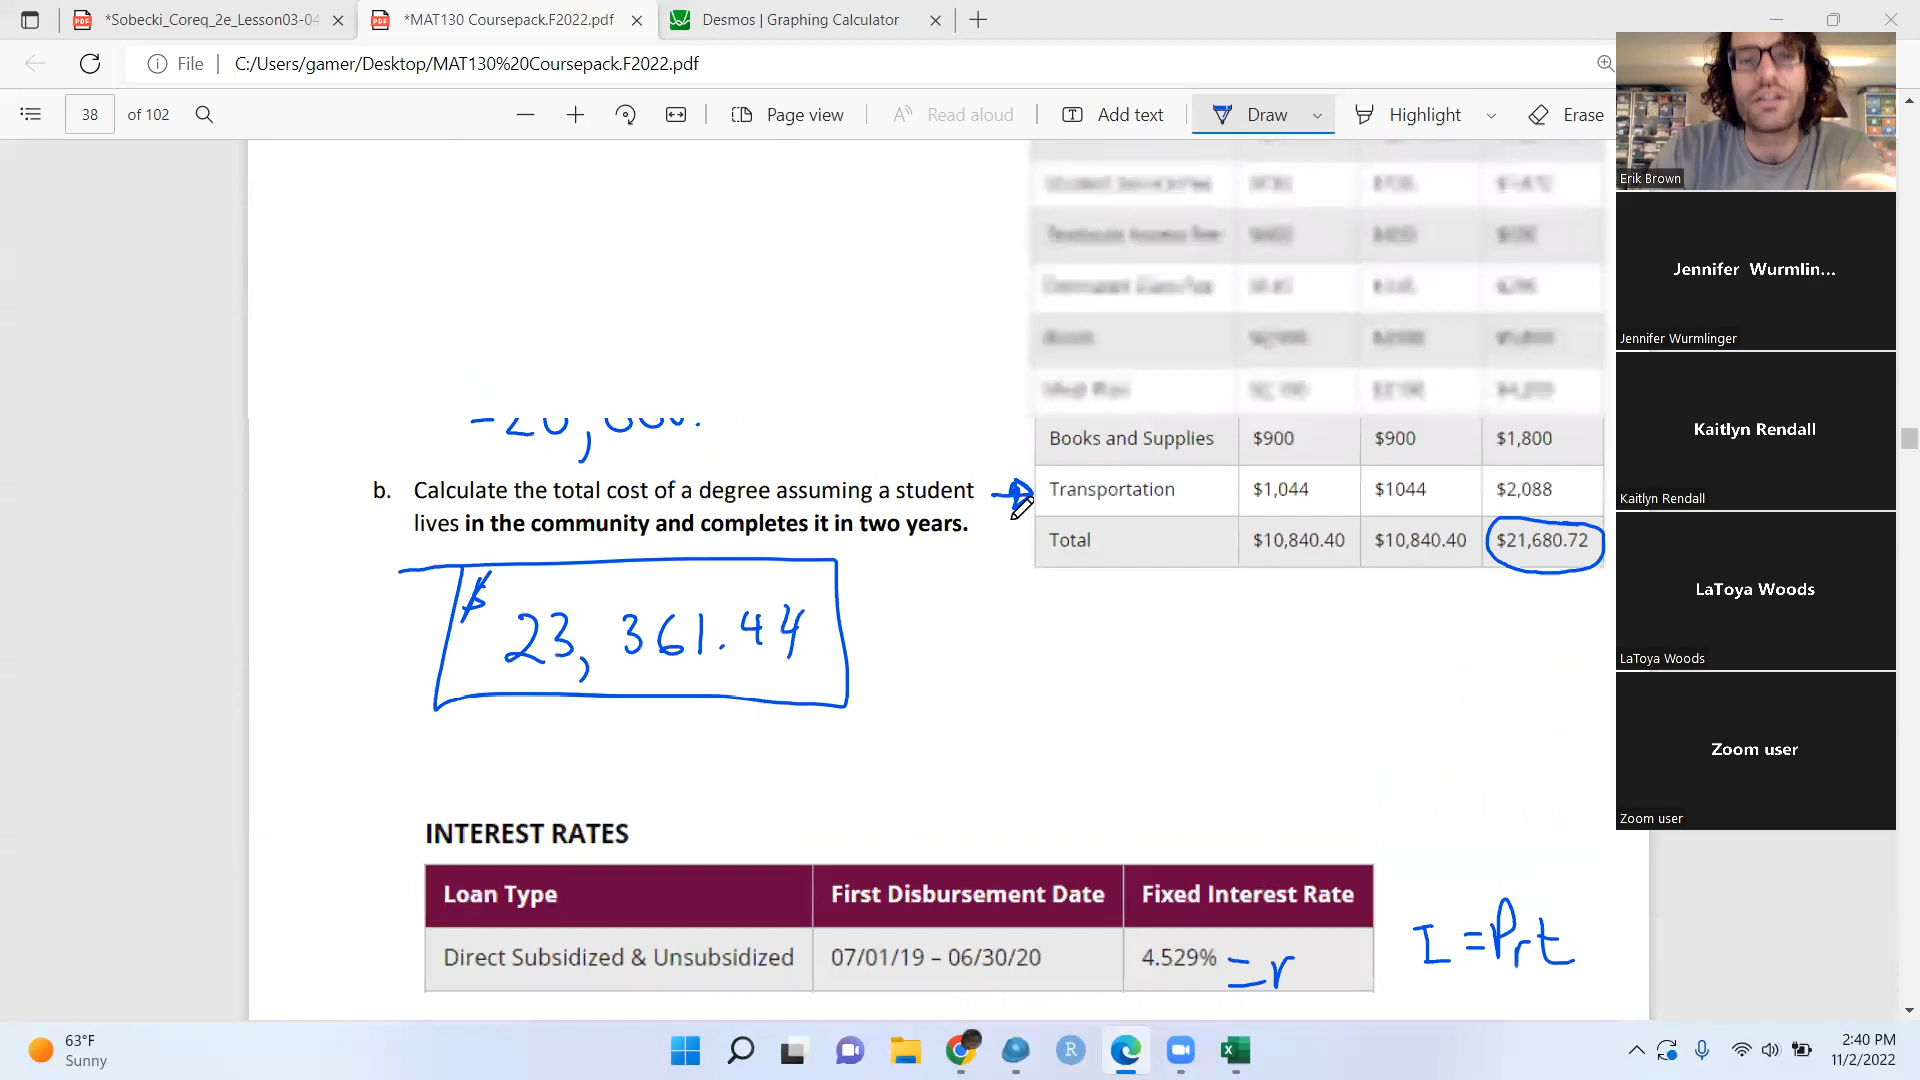 *Sobecki_Coreq_2e_Lesson03-04
*MAT130 Coursepack.F2022.pdf
Desmos | Graphing Calculator
File
C:/Users/gamer/Desktop/MAT130%20Coursepack.F2022.pdf
38 of 102
Page view
Read aloud
Add text
Draw
Highlight
Erase
Erik Brown
Jennifer Wurmlin...
Jennifer Wurmlinger
Kaitlyn Rendall
Kaitlyn Rendall
LaToya Woods
LaToya Woods
Zoom user
Zoom user
Books and Supplies $900 $900 $1,800
Transportation $1,044 $1044 $2,088
Total $10,840.40 $10,840.40 $21,680.72
b. Calculate the total cost of a degree assuming a student
lives in the community and completes it in two years.
$ 23,361.44
INTEREST RATES
Loan Type First Disbursement Date Fixed Interest Rate
Direct Subsidized & Unsubsidized 07/01/19 – 06/30/20 4.529% =r
I = Prt
63°F
Sunny
2:40 PM
11/2/2022